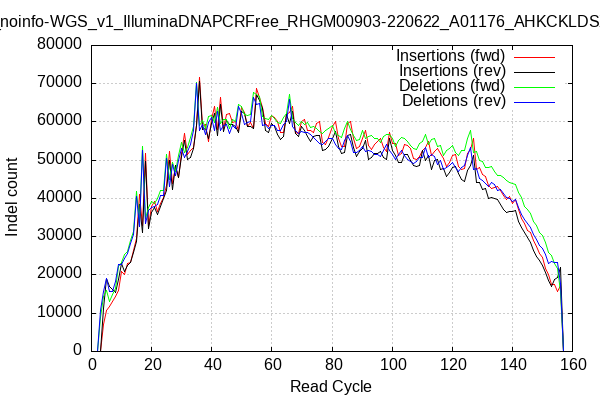 _noinfo-WGS_v1_IlluminaDNAPCRFree_RHGM00903-220622_A01176_AHKCKLDS
80000
70000
60000
50000
40000
30000
20000
10000
0
Indel count
Insertions (fwd)
Insertions (rev)
Deletions (fwd)
Deletions (rev)
0 20 40 60 80 100 120 140 160
Read Cycle